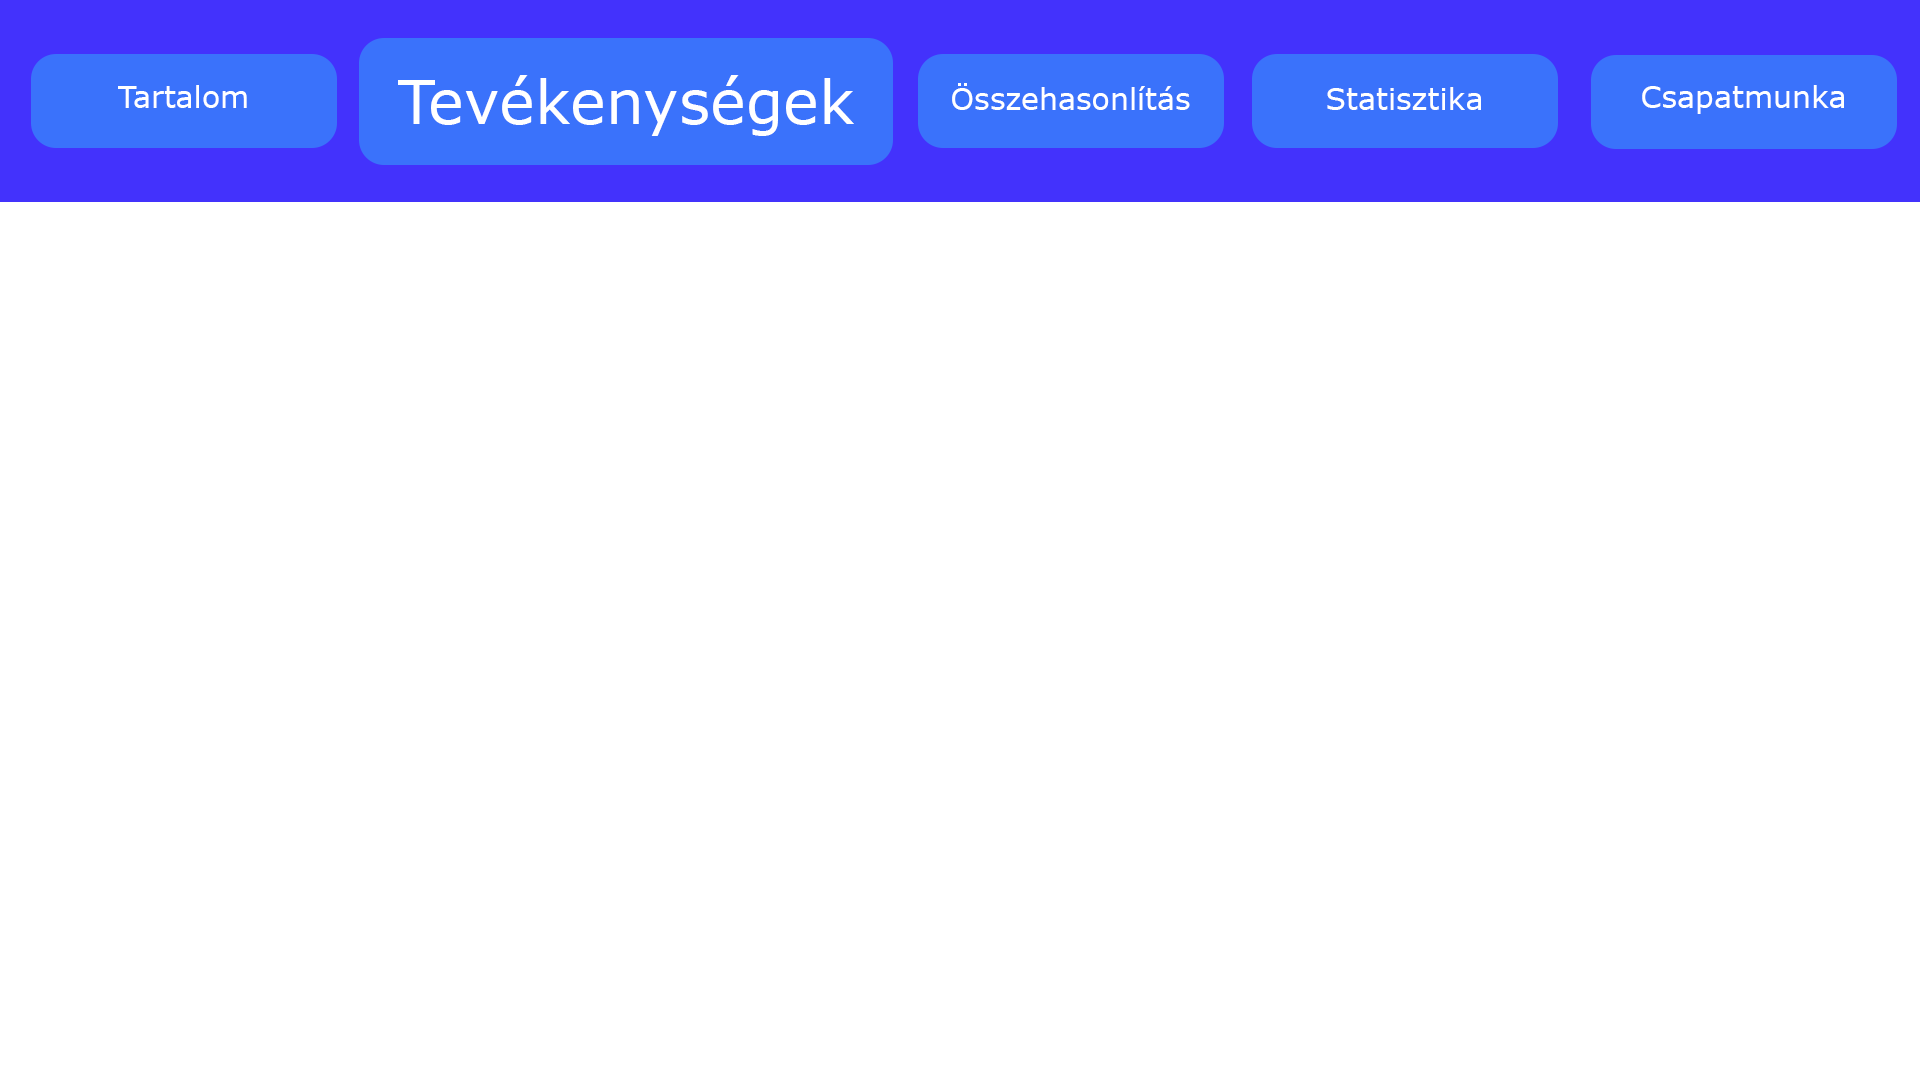 Tartalom
Tevékenységek
Összehasonlítás
Statisztika
Csapatmunka